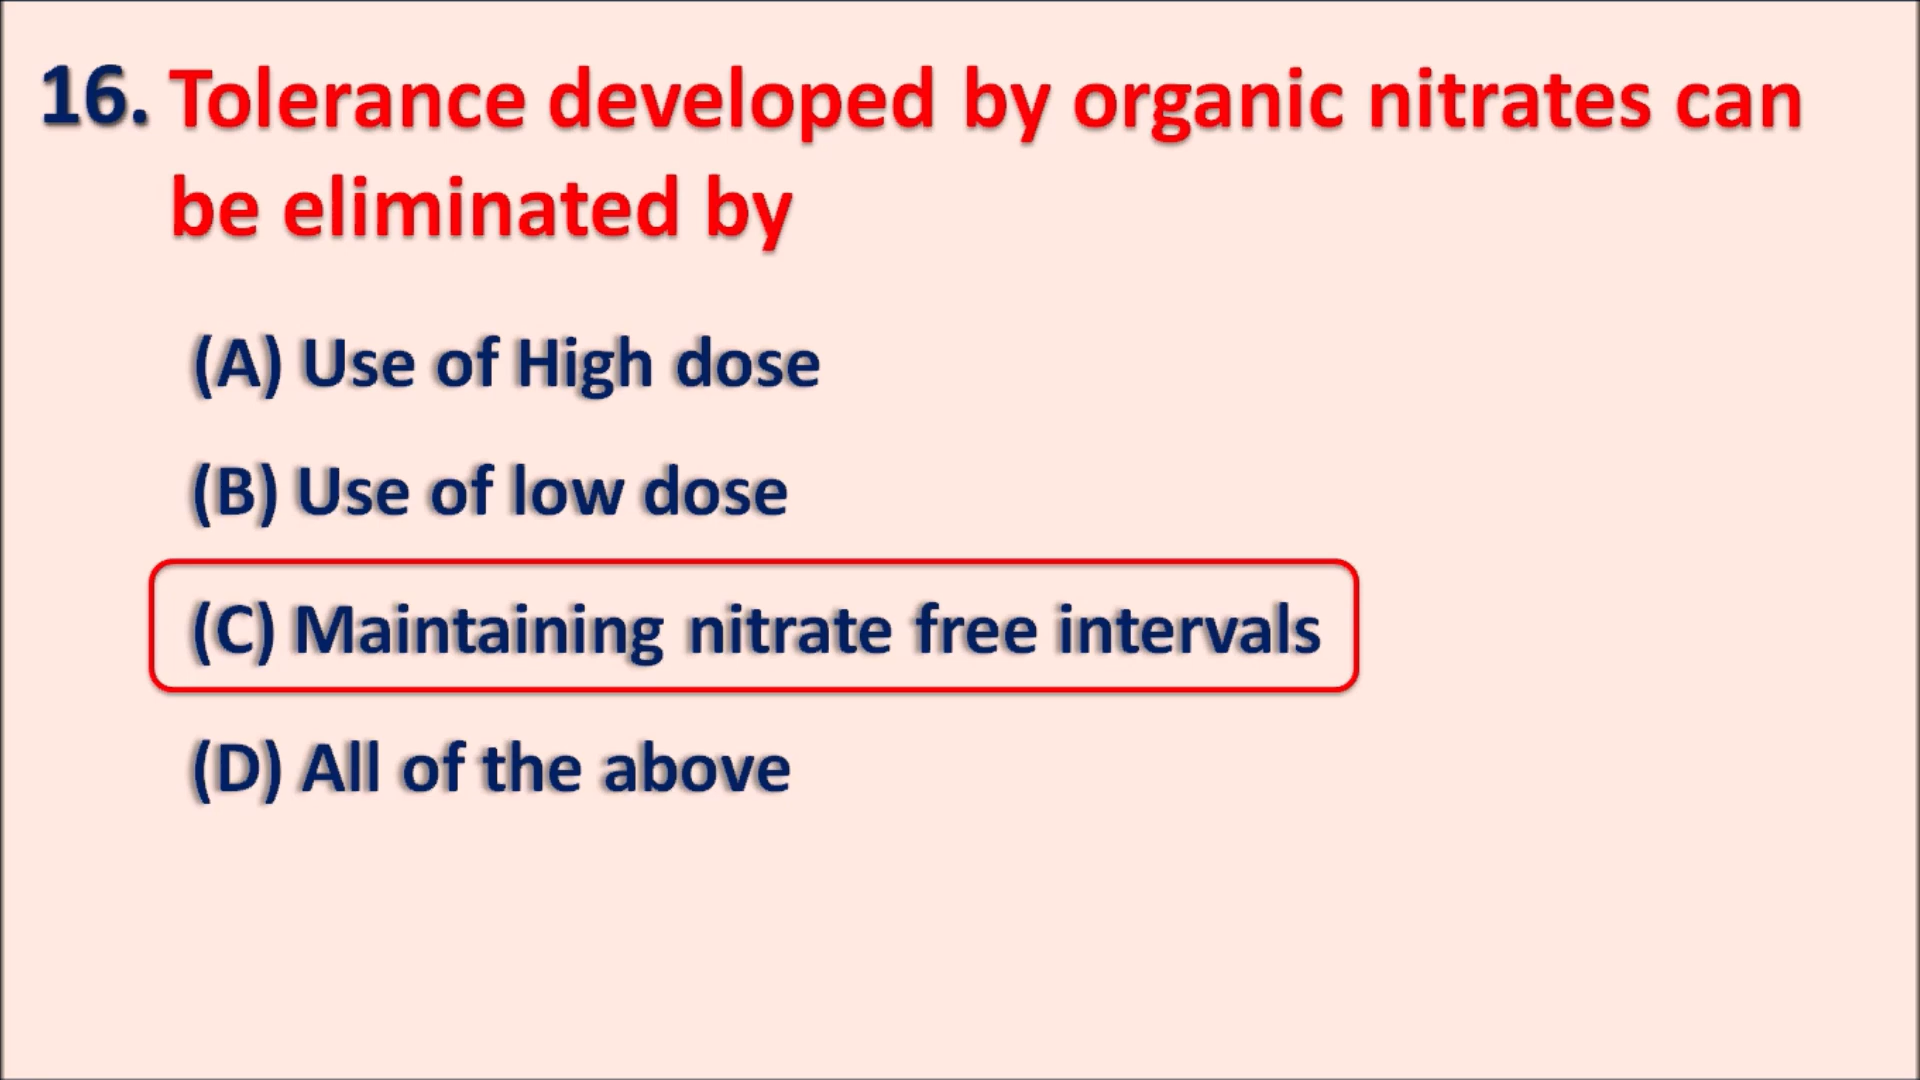 16. Tolerance developed by organic nitrates can
be eliminated by
(A) Use of High dose
(B) Use of low dose
(C) Maintaining nitrate free intervals
(D) All of the above